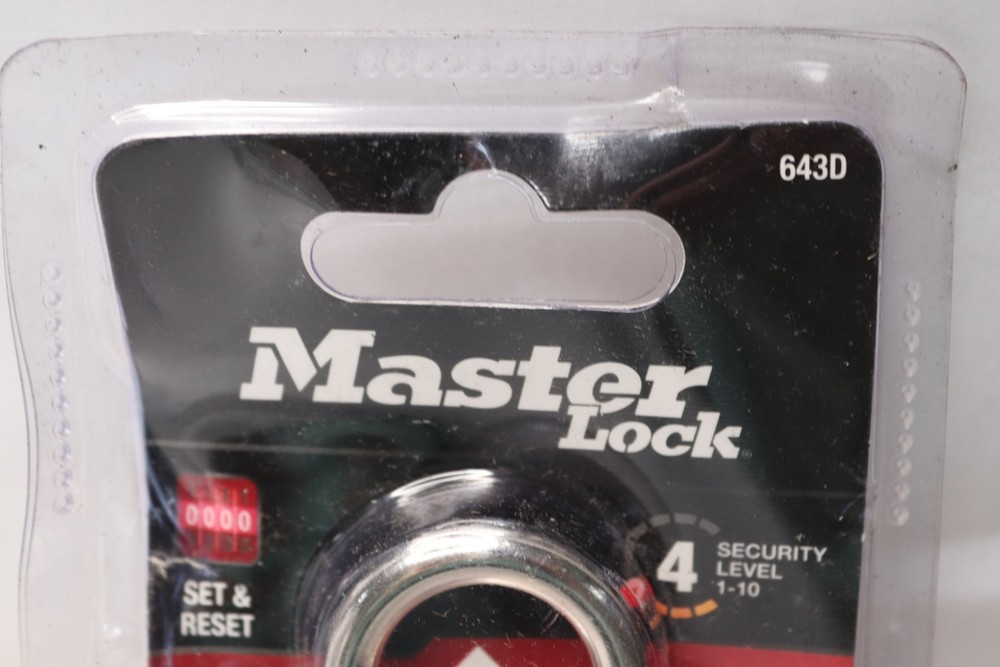 643D
Master
Lock®
0000
SET &
RESET
4
SECURITY
LEVEL
1-10